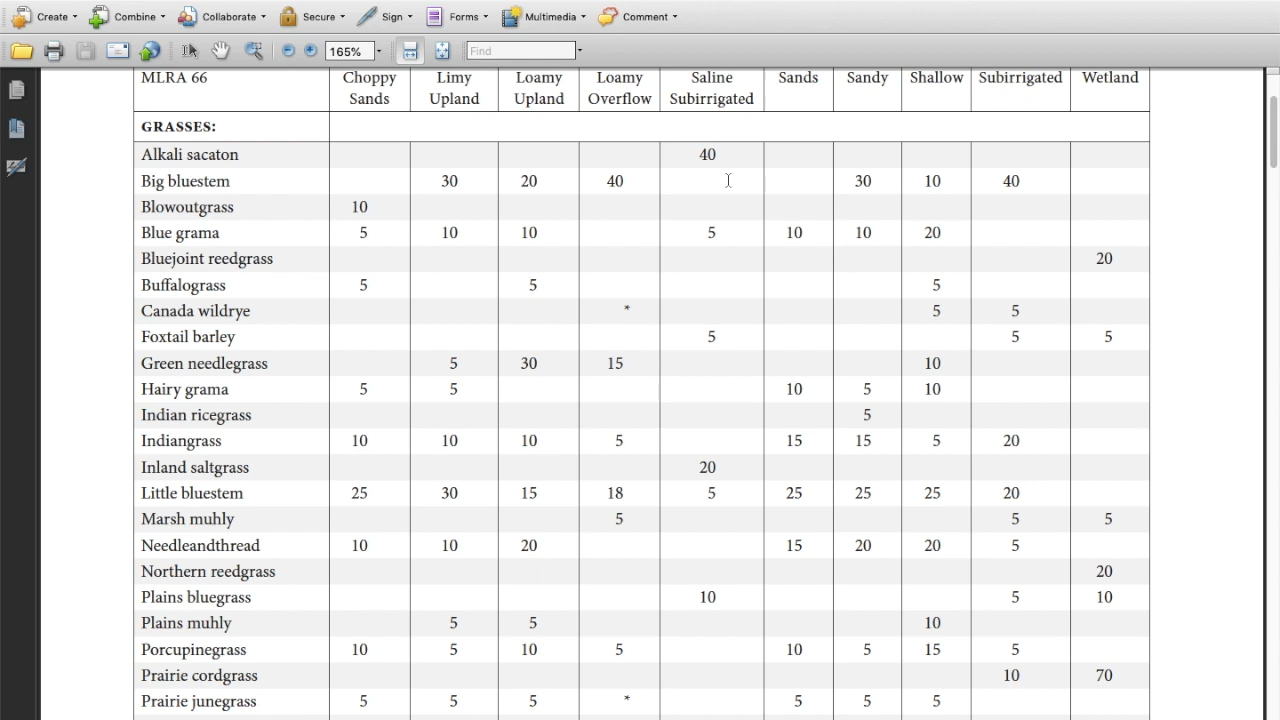 Create Combine Collaborate Secure Sign Forms Multimedia Comment
165% Find
MLRA 66 Choppy Sands Limy Upland Loamy Upland Loamy Overflow Saline Subirrigated Sands Sandy Shallow Subirrigated Wetland
GRASSES:
Alkali sacaton 40
Big bluestem 30 20 40 30 10 40
Blowoutgrass 10
Blue grama 5 10 10 5 10 10 20
Bluejoint reedgrass 20
Buffalograss 5 5 5
Canada wildrye * 5 5
Foxtail barley 5 5 5
Green needlegrass 5 30 15 10
Hairy grama 5 5 10 5 10
Indian ricegrass 5
Indiangrass 10 10 10 5 15 15 5 20
Inland saltgrass 20
Little bluestem 25 30 15 18 5 25 25 25 20
Marsh muhly 5 5 5
Needleandthread 10 10 20 15 20 20 5
Northern reedgrass 20
Plains bluegrass 10 5 10
Plains muhly 5 5 10
Porcupinegrass 10 5 10 5 10 5 15 5
Prairie cordgrass 10 70
Prairie junegrass 5 5 5 * 5 5 5